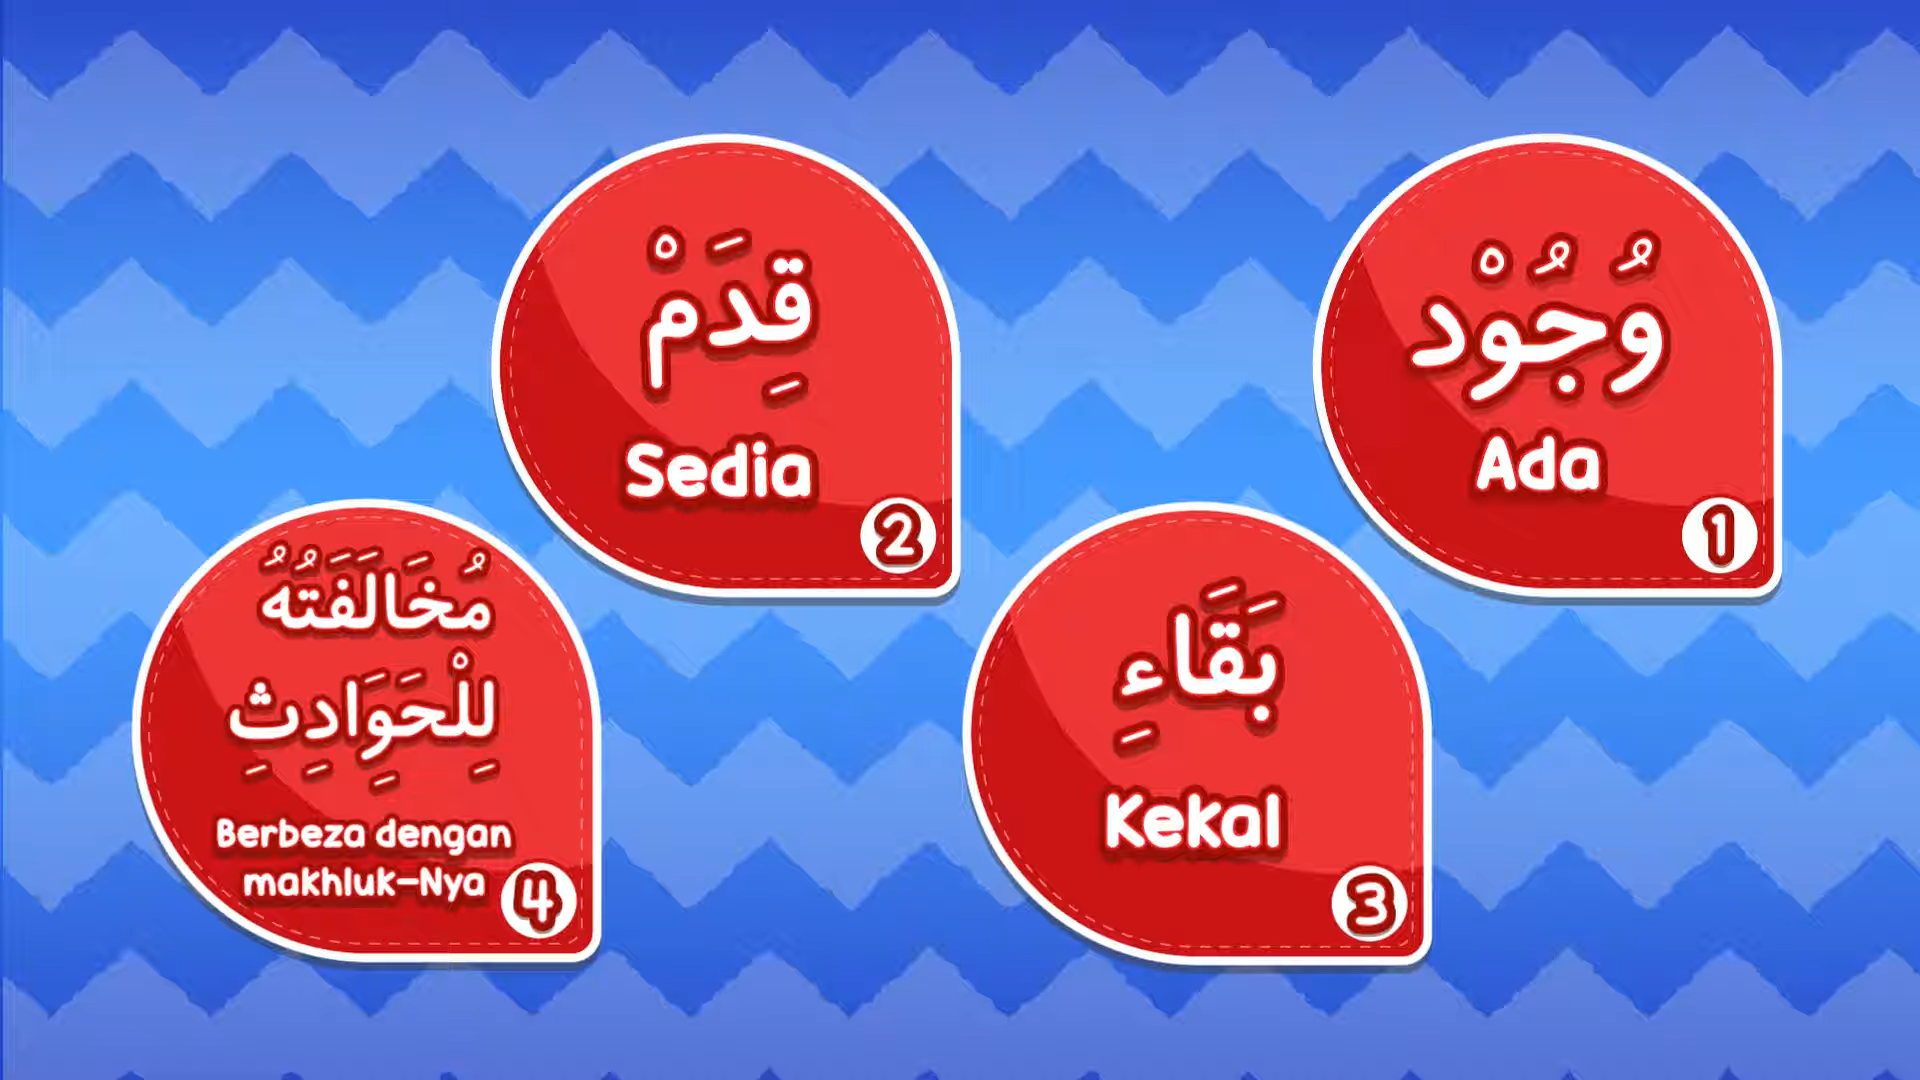 وُجُوْد
Ada
1
قِدَمْ
Sedia
2
بَقَاءِ
Kekal
3
مُخَالَفَتُهُ
لِلْحَوَِادِثِ
Berbeza dengan
makhluk-Nya
4